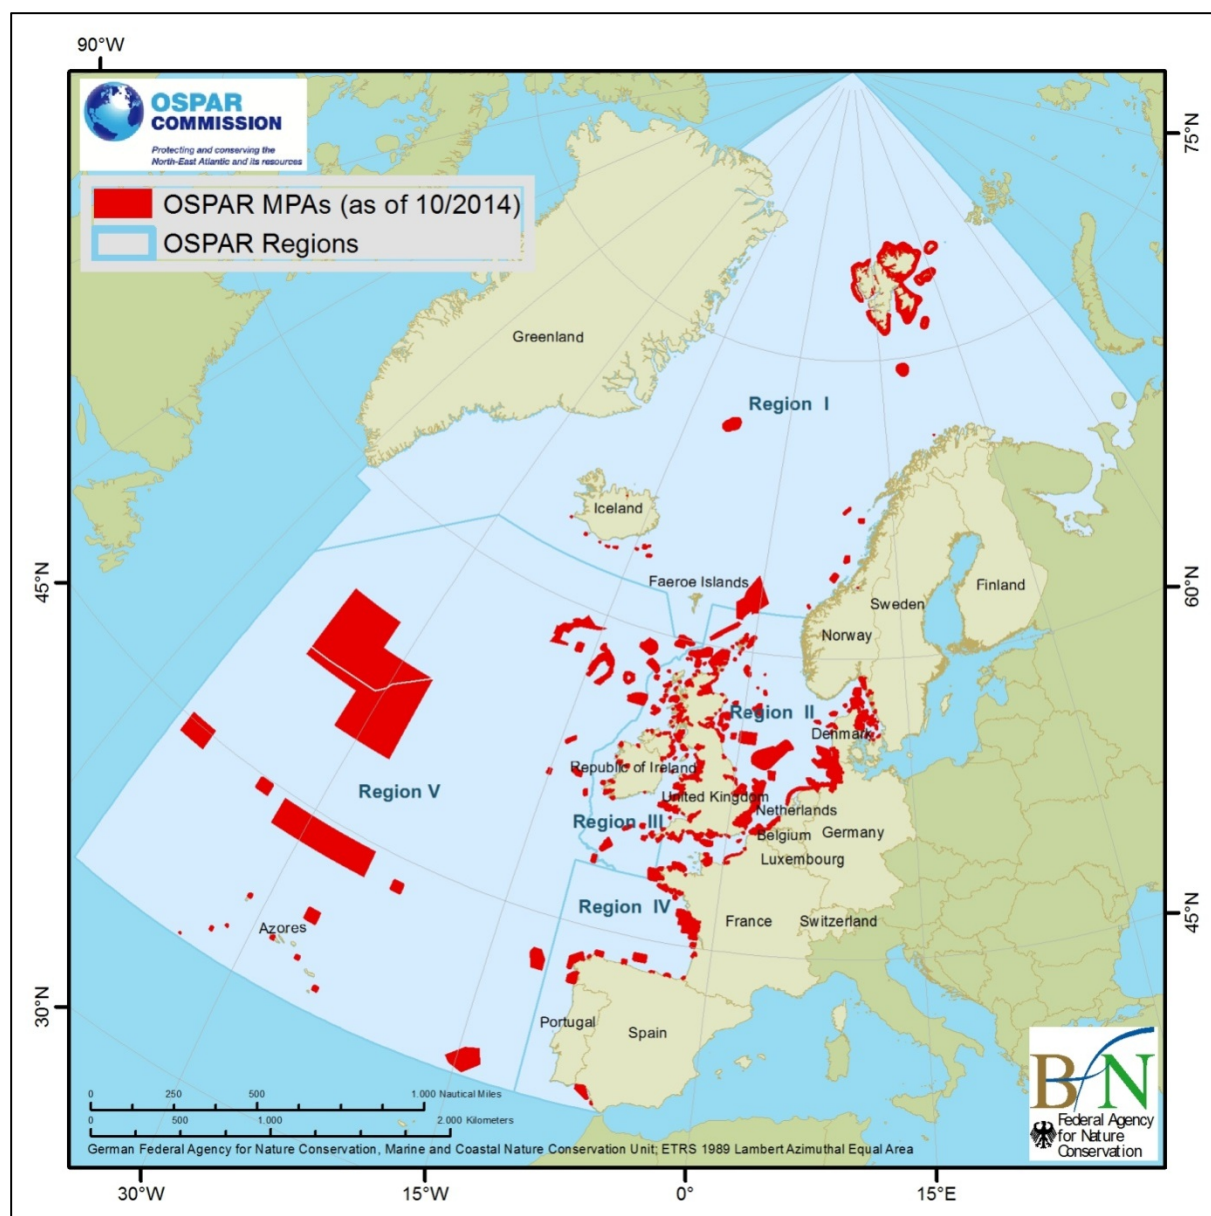 90°W
OSPAR
COMMISSION
Protecting and conserving the
North-East Atlantic and its resources
75°N
OSPAR MPAs (as of 10/2014)
OSPAR Regions
Greenland
Region I
Iceland
45°N
Faeroe Islands
60°N
Finland
Sweden
Norway
Region II
Denmark
Republic of Ireland
Region V
United Kingdom
Netherlands
Region III
Belgium
Germany
Luxembourg
Region IV
France
Switzerland
45°N
Azores
30°N
Portugal
Spain
BfN
Federal Agency
for Nature
Conservation
0 250 500 1.000 Nautical Miles
0 500 1.000 2.000 Kilometers
German Federal Agency for Nature Conservation, Marine and Coastal Nature Conservation Unit; ETRS 1989 Lambert Azimuthal Equal Area
30°W
15°W
0°
15°E